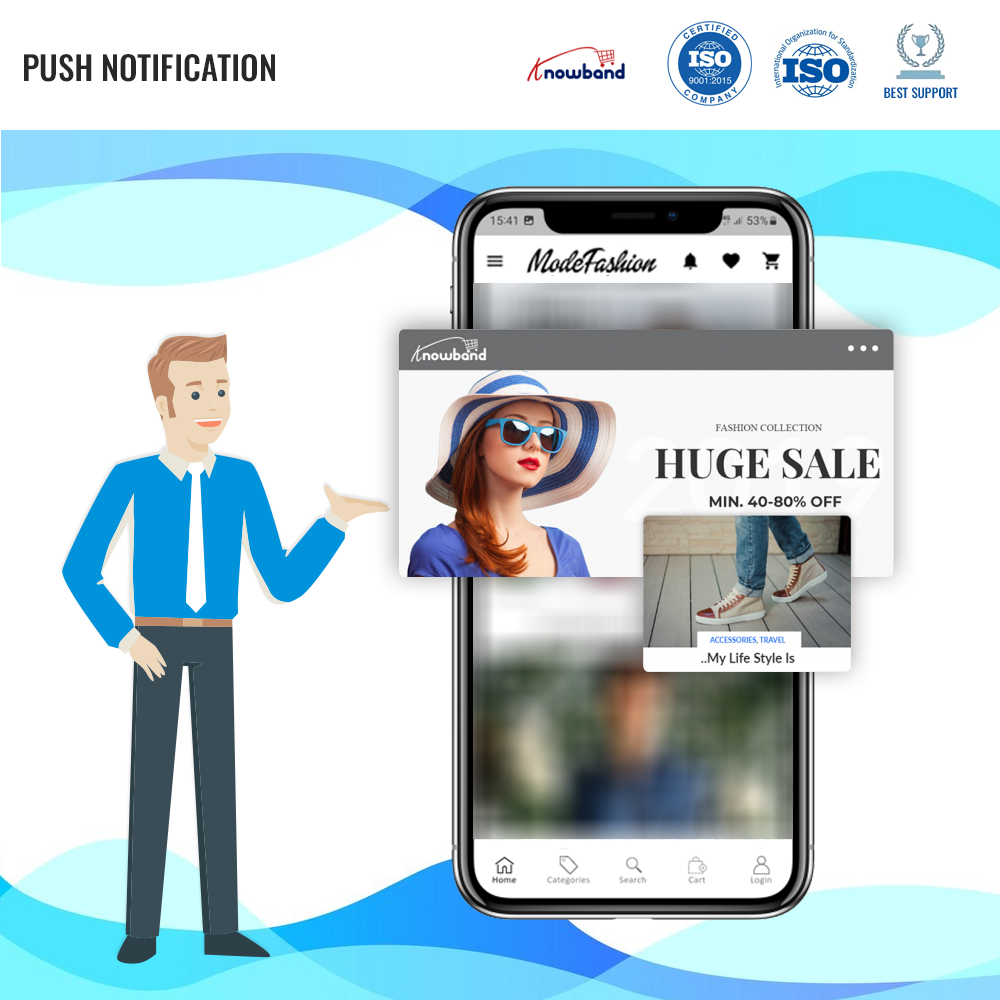 PUSH NOTIFICATION
Knowband
CERTIFIED
ISO
9001:2015
COMPANY
International Organization for Standardization
ISO
BEST SUPPORT
15:41
4G
53%
ModeFashion
Knowband
FASHION COLLECTION
2019
HUGE SALE
MIN. 40-80% OFF
ACCESSORIES, TRAVEL
..My Life Style Is
Home
Categories
Search
Cart
Login